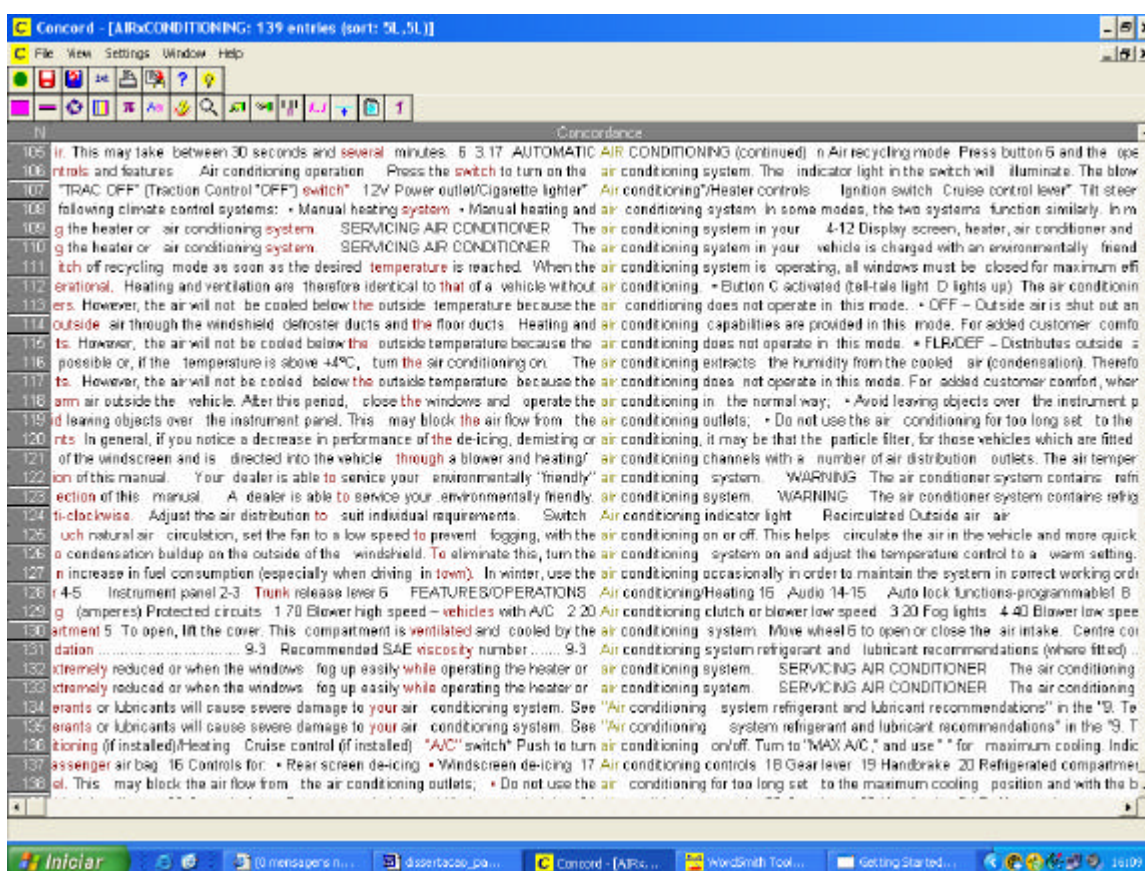 Concord - [AIRxCONDITIONING: 139 entries (sort: 5L,5L)]
File View Settings Window Help
N Concordance
105 ir. This may take between 30 seconds and several minutes. 6 3.17 AUTOMATIC AIR CONDITIONING (continued) n Air recycling mode Press button 6 and the ope
106 ntrols and features Air conditioning operation Press the switch to turn on the air conditioning system. The indicator light in the switch will illuminate. The blow
107 "TRAC OFF" (Traction Control "OFF") switch* 12V Power outlet/Cigarette lighter* Air conditioning*/Heater controls Ignition switch Cruise control lever* Tilt steer
108 following climate control systems: • Manual heating system • Manual heating and air conditioning system In some modes, the two systems function similarly. In m
109 g the heater or air conditioning system. SERVICING AIR CONDITIONER The air conditioning system in your 4-12 Display screen, heater, air conditioner and
110 g the heater or air conditioning system. SERVICING AIR CONDITIONER The air conditioning system in your vehicle is charged with an environmentally friend
111 itch off recycling mode as soon as the desired temperature is reached. When the air conditioning system is operating, all windows must be closed for maximum effi
112 erational. Heating and ventilation are therefore identical to that of a vehicle without air conditioning. • Button C activated (tell-tale light D lights up) The air conditionin
113 ers. However, the air will not be cooled below the outside temperature because the air conditioning does not operate in this mode. • OFF – Outside air is shut out an
114 outside air through the windshield defroster ducts and the floor ducts. Heating and air conditioning capabilities are provided in this mode. For added customer comfo
115 ts. However, the air will not be cooled below the outside temperature because the air conditioning does not operate in this mode. • FLR/DEF – Distributes outside a
116 possible or, if the temperature is above +4ºC, turn the air conditioning on. The air conditioning extracts the humidity from the cooled air (condensation). Therefo
117 ts. However, the air will not be cooled below the outside temperature because the air conditioning does not operate in this mode. For added customer comfort, wher
118 arm air outside the vehicle. After this period, close the windows and operate the air conditioning in the normal way; • Avoid leaving objects over the instrument p
119 id leaving objects over the instrument panel. This may block the air flow from the air conditioning outlets; • Do not use the air conditioning for too long set to the
120 nts In general, if you notice a decrease in performance of the de-icing, demisting or air conditioning, it may be that the particle filter, for those vehicles which are fitted
121 of the windscreen and is directed into the vehicle through a blower and heating/ air conditioning channels with a number of air distribution outlets. The air temper
122 ion of this manual. Your dealer is able to service your environmentally "friendly" air conditioning system. WARNING The air conditioner system contains refri
123 ection of this manual. A dealer is able to service your environmentally friendly, air conditioning system. WARNING The air conditioner system contains refrig
124 ti-clockwise. Adjust the air distribution to suit individual requirements. Switch Air conditioning indicator light Recirculated Outside air air
125 uch natural air circulation, set the fan to a low speed to prevent fogging, with the air conditioning on or off. This helps circulate the air in the vehicle and more quick
126 a condensation buildup on the outside of the windshield. To eliminate this, turn the air conditioning system on and adjust the temperature control to a warm setting.
127 n increase in fuel consumption (especially when driving in town). In winter, use the air conditioning occasionally in order to maintain the system in correct working ordi
128 r 4-5 Instrument panel 2-3 Trunk release lever 6 FEATURES/OPERATIONS Air conditioning/Heating 16 Audio 14-15 Auto lock functions-programmable1 8
129 g (amperes) Protected circuits 1 70 Blower high speed – vehicles with A/C 2 20 Air conditioning clutch or blower low speed 3 20 Fog lights 4 40 Blower low spee
130 artment 5 To open, lift the cover. This compartment is ventilated and cooled by the air conditioning system. Move wheel 6 to open or close the air intake. Centre co
131 dation ..................... 9-3 Recommended SAE viscosity number ...... 9-3 Air conditioning system refrigerant and lubricant recommendations (where fitted) ..
132 xtremely reduced or when the windows fog up easily while operating the heater or air conditioning system. SERVICING AIR CONDITIONER The air conditioning
133 xtremely reduced or when the windows fog up easily while operating the heater or air conditioning system. SERVICING AIR CONDITIONER The air conditioning
134 erants or lubricants will cause severe damage to your air conditioning system. See "Air conditioning system refrigerant and lubricant recommendations" in the "9. Te
135 erants or lubricants will cause severe damage to your air conditioning system. See "Air conditioning system refrigerant and lubricant recommendations" in the "9. T
136 itioning (if installed)/Heating Cruise control (if installed) "A/C" switch* Push to turn air conditioning on/off. Turn to "MAX A/C," and use " " for maximum cooling. Indic
137 assenger air bag 16 Controls for: • Rear screen de-icing • Windscreen de-icing 17 Air conditioning controls 18 Gear lever 19 Handbrake 20 Refrigerated compartmer
138 el. This may block the air flow from the air conditioning outlets; • Do not use the air conditioning for too long set to the maximum cooling position and with the b
Iniciar (0 mensagens n... dissertacao_pa... Concord - [AIRx... WordSmith Tool... Getting Started... 16:09